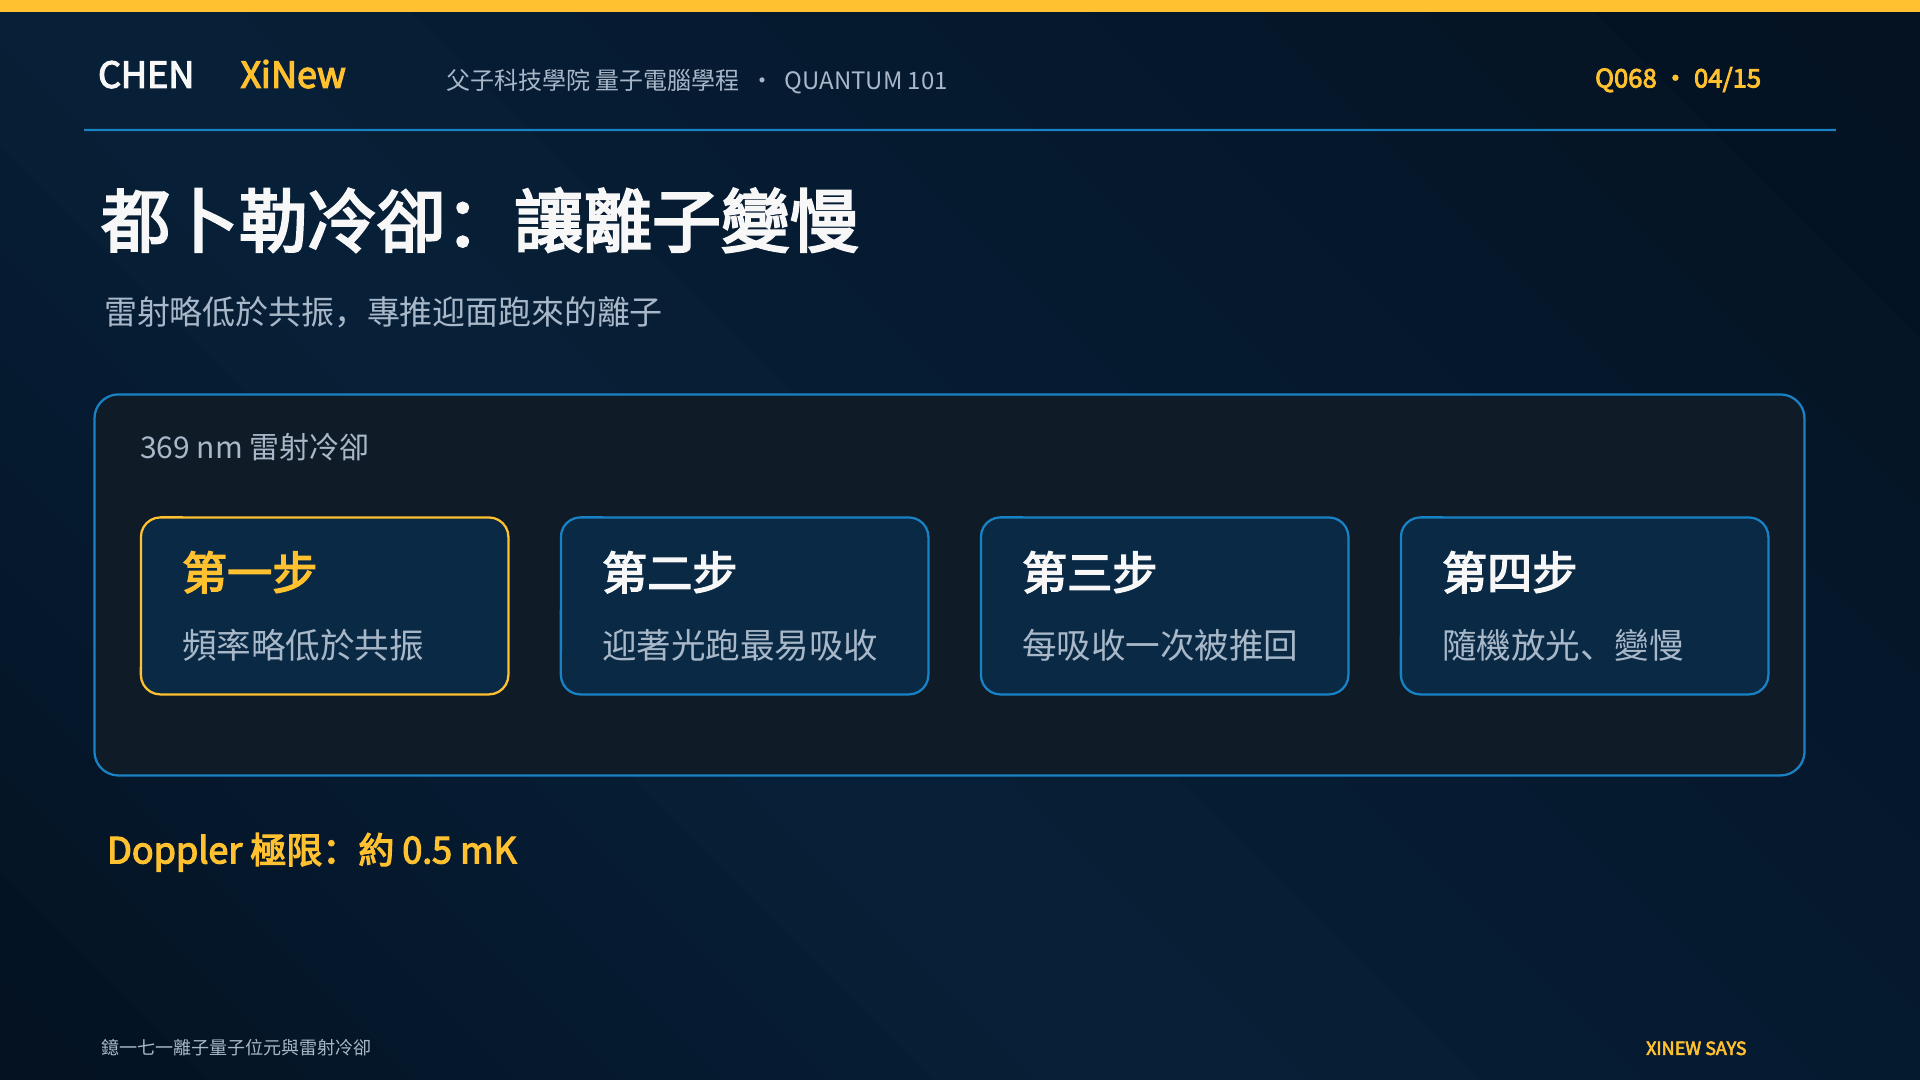 CHEN XiNew 父子科技學院 量子電腦學程 • QUANTUM 101 Q068 • 04/15
都卜勒冷卻：讓離子變慢
雷射略低於共振，專推迎面跑來的離子
369 nm 雷射冷卻
第一步
頻率略低於共振
第二步
迎著光跑最易吸收
第三步
每吸收一次被推回
第四步
隨機放光、變慢
Doppler 極限：約 0.5 mK
鐿一七一離子量子位元與雷射冷卻
XINEW SAYS